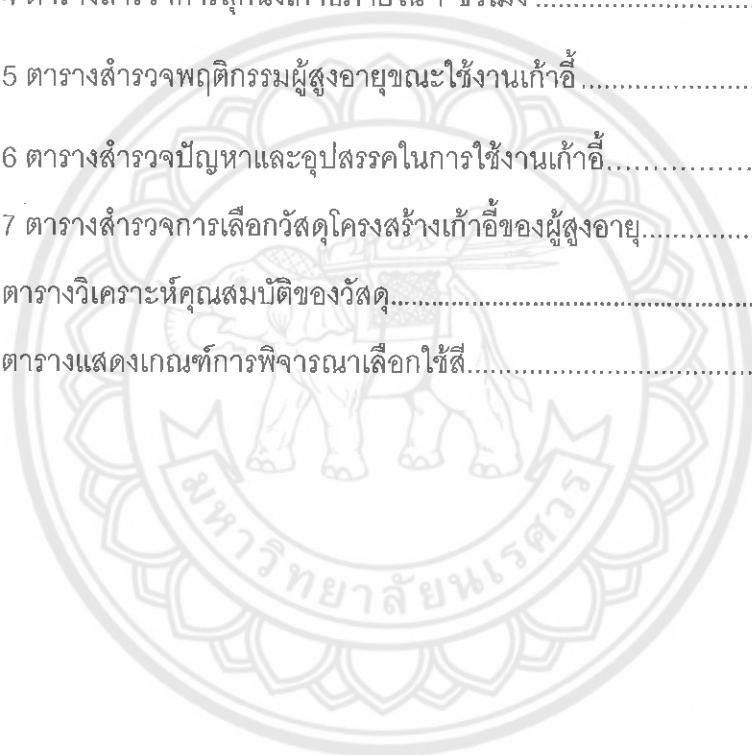 5 ตารางสำรวจพฤติกรรมผู้สูงอายุขณะใช้งานเก้าอี้
6 ตารางสำรวจปัญหาและอุปสรรคในการใช้งานเก้าอี้
7 ตารางสำรวจการเลือกวัสดุโครงสร้างเก้าอี้ของผู้สูงอายุ
ตารางวิเคราะห์คุณสมบัติของวัสดุ
ตารางแสดงเกณฑ์การพิจารณาเลือกใช้สี
มหาวิทยาลัยนเรศวร